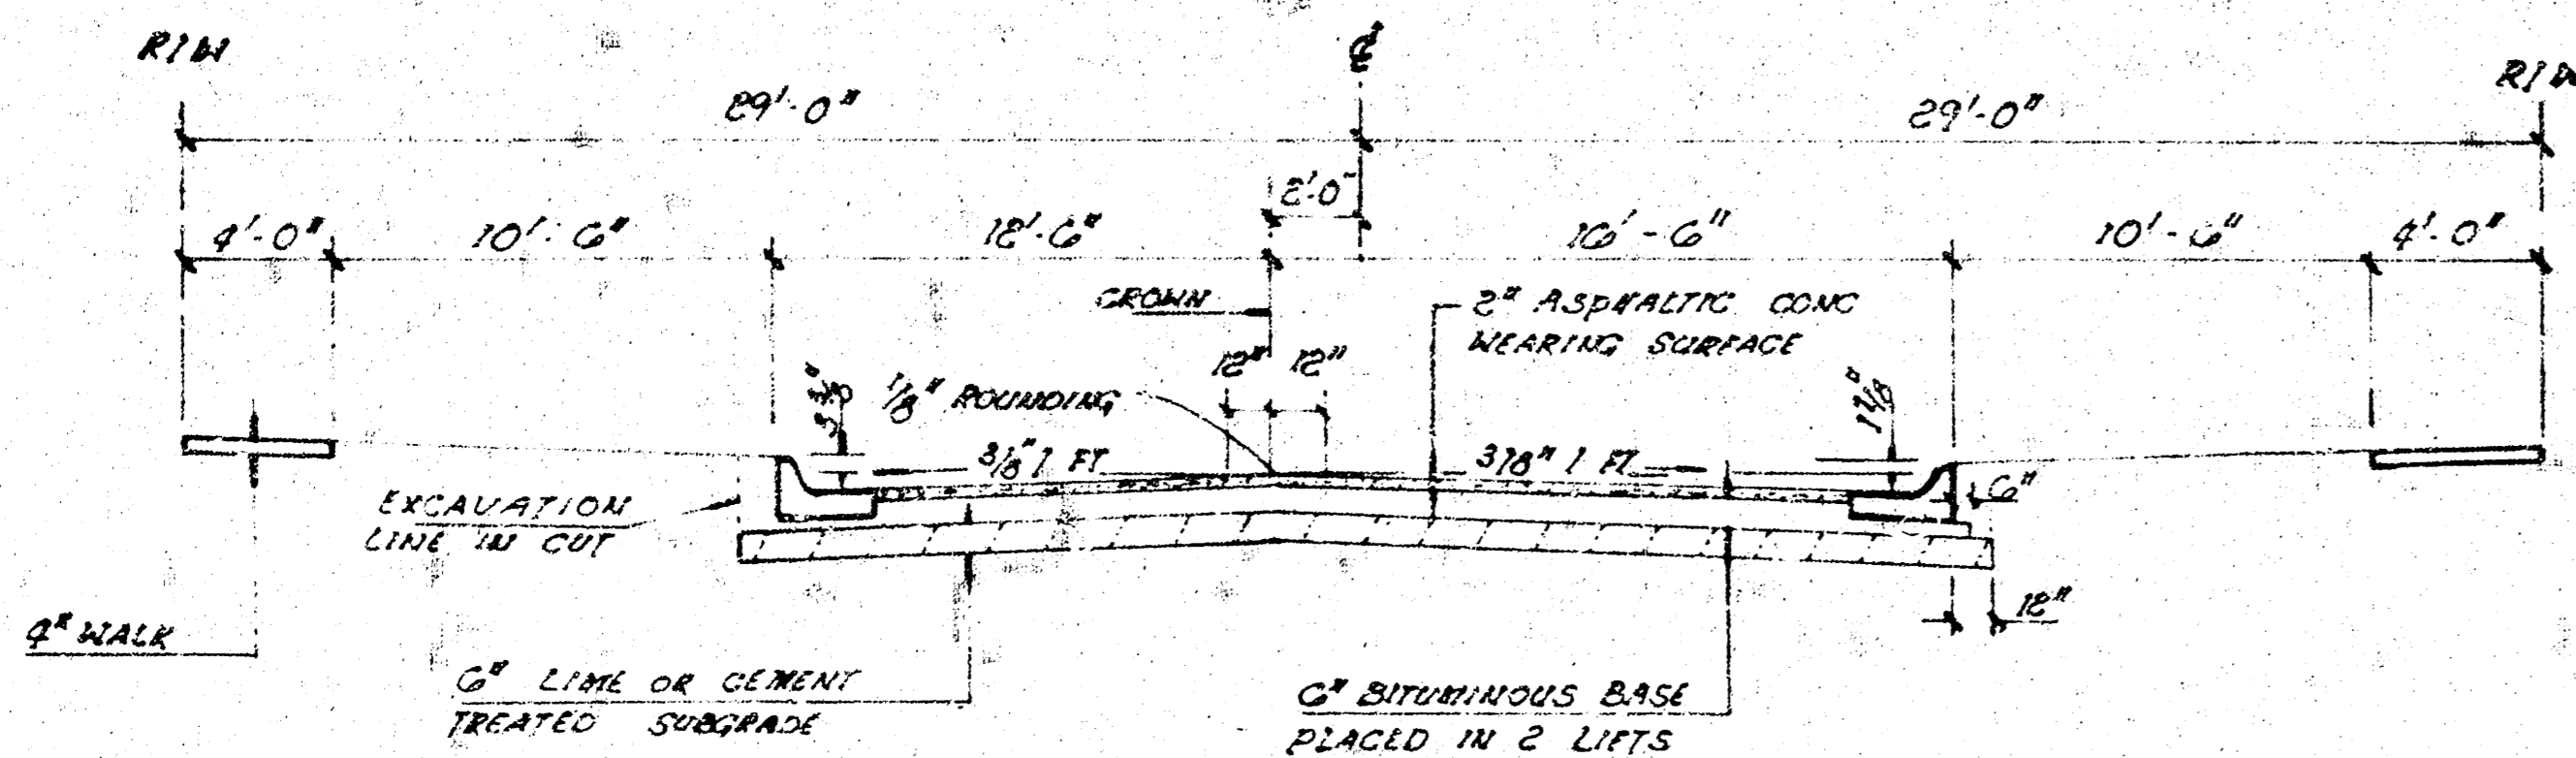 R/W
℄
R/W
29'-0"
29'-0"
2'-0"
4'-0"
10'-6"
12'-6"
16'-6"
10'-6"
4'-0"
CROWN
2" ASPHALTIC CONC
WEARING SURFACE
12"
12"
1/8" ROUNDING
3/8" / FT
3/8" / FT
6"
EXCAVATION
LINE IN CUT
12"
4" WALK
6" LIME OR CEMENT
TREATED SUBGRADE
6" BITUMINOUS BASE
PLACED IN 2 LIFTS